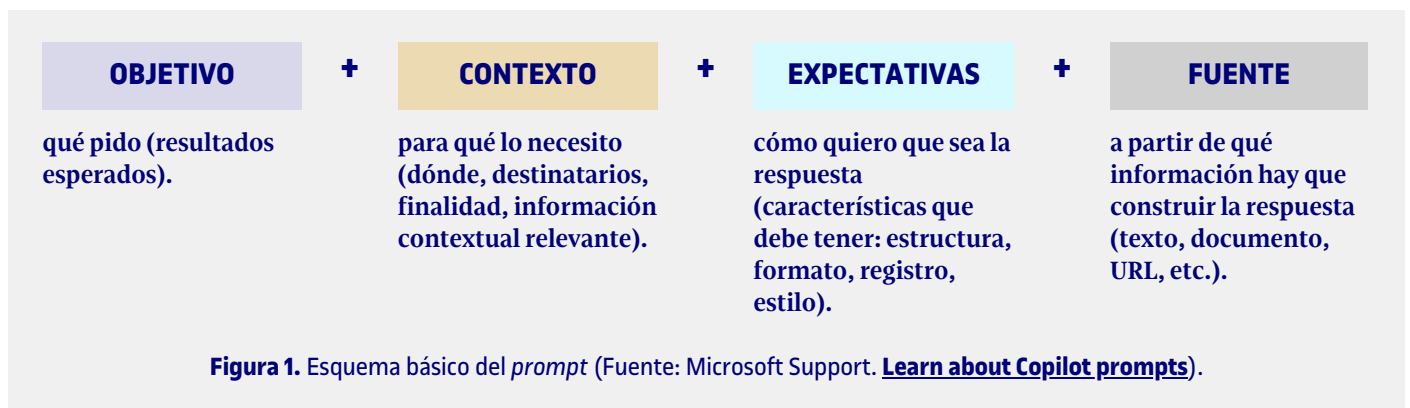 OBJETIVO + CONTEXTO + EXPECTATIVAS + FUENTE
qué pido (resultados
esperados).
para qué lo necesito
(dónde, destinatarios,
finalidad, información
contextual relevante).
cómo quiero que sea la
respuesta
(características que
debe tener: estructura,
formato, registro,
estilo).
a partir de qué
información hay que
construir la respuesta
(texto, documento,
URL, etc.).
Figura 1. Esquema básico del prompt (Fuente: Microsoft Support. Learn about Copilot prompts).